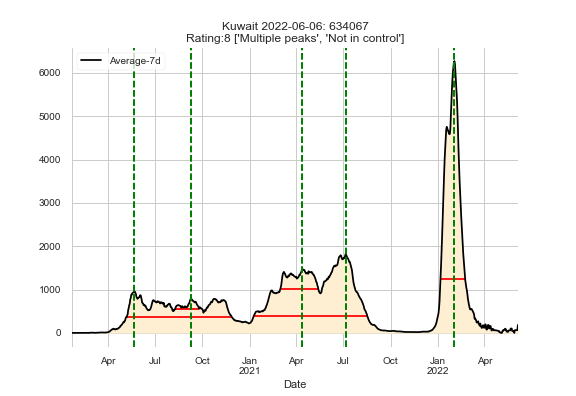 Kuwait 2022-06-06: 634067
Rating:8 ['Multiple peaks', 'Not in control']
Average-7d
6000
5000
4000
3000
2000
1000
0
Apr Jul Oct Jan Apr Jul Oct Jan Apr
2021 2022
Date